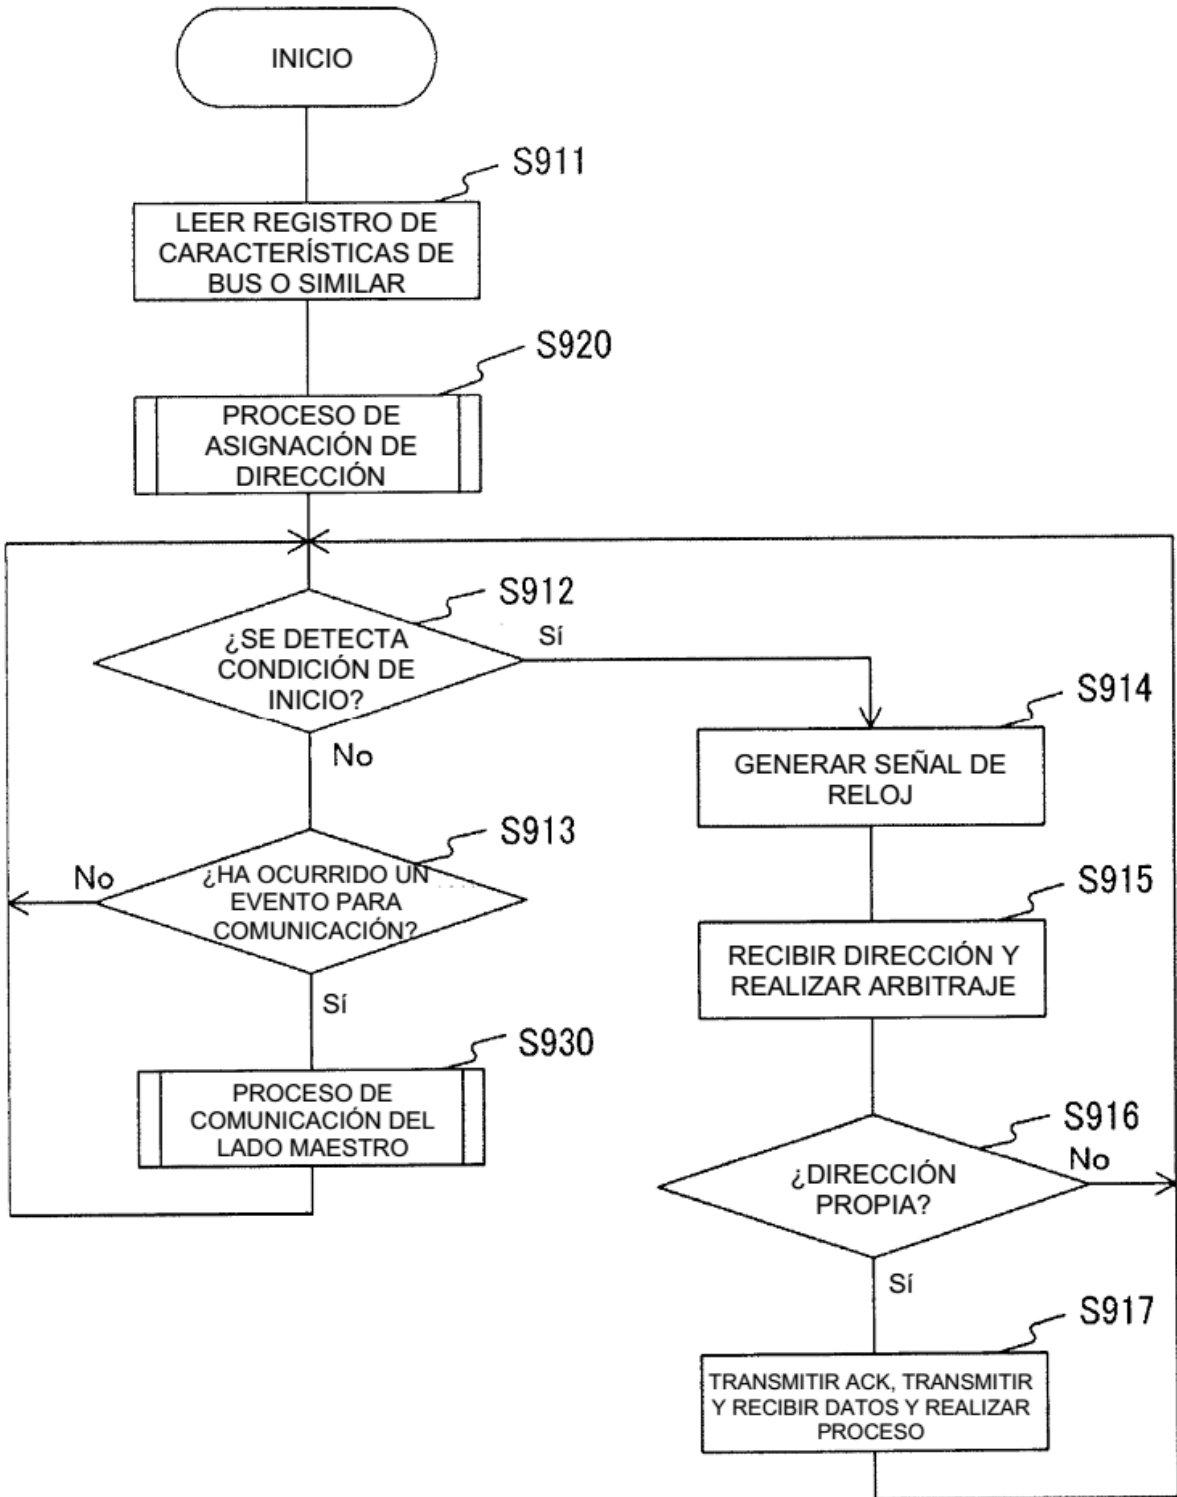 INICIO
S911
LEER REGISTRO DE
CARACTERÍSTICAS DE
BUS O SIMILAR
S920
PROCESO DE
ASIGNACIÓN DE
DIRECCIÓN
S912
¿SE DETECTA
CONDICIÓN DE
INICIO?
Sí
No
S914
GENERAR SEÑAL DE
RELOJ
S913
¿HA OCURRIDO UN
EVENTO PARA
COMUNICACIÓN?
No
Sí
S915
RECIBIR DIRECCIÓN Y
REALIZAR ARBITRAJE
S930
PROCESO DE
COMUNICACIÓN DEL
LADO MAESTRO
S916
¿DIRECCIÓN
PROPIA?
No
Sí
S917
TRANSMITIR ACK, TRANSMITIR
Y RECIBIR DATOS Y REALIZAR
PROCESO